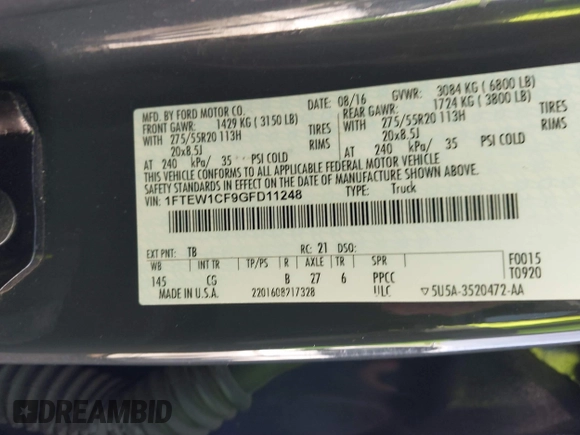 MFD. BY FORD MOTOR CO.
DATE: 08/16 GVWR: 3084 KG ( 6800 LB)
FRONT GAWR: 1429 KG ( 3150 LB)
REAR GAWR: 1724 KG ( 3800 LB)
275/55R20 113H TIRES 275/55R20 113H TIRES
20x8.5J RIMS 20x8.5J RIMS
AT 240 kPa/ 35 PSI COLD AT 240 kPa/ 35 PSI COLD
THIS VEHICLE CONFORMS TO ALL APPLICABLE FEDERAL MOTOR VEHICLE
SAFETY STANDARDS IN EFFECT ON THE DATE OF MANUFACTURE SHOWN ABOVE.
VIN: 1FTEW1CF9GFD11248 TYPE: Truck
EXT PNT: TB RC: 21 DSO:
WB INT TR TP/PS R AXLE TR SPR
145 CG B 27 6 PPCC
F0015
T0920
MADE IN U.S.A. 2201608217328 ULC ▽5U5A-3520472-AA
DREAMBID